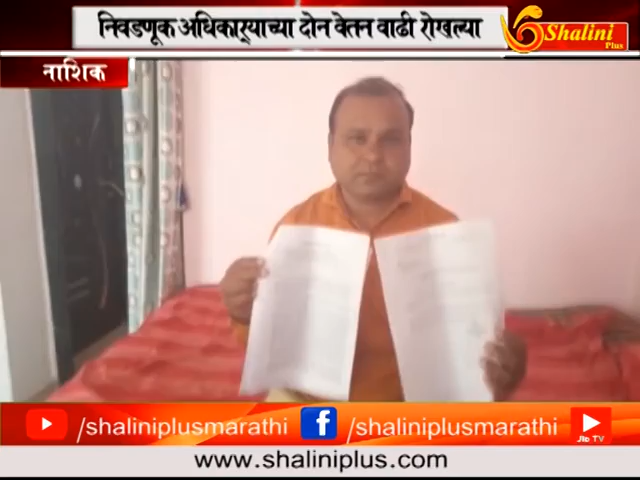 निवडणूक अधिकाऱ्याच्या दोन वेतन वाढी रोखल्या
Shalini
Plus
नाशिक
/shaliniplusmarathi
/shaliniplusmarathi
Jio TV
www.shaliniplus.com